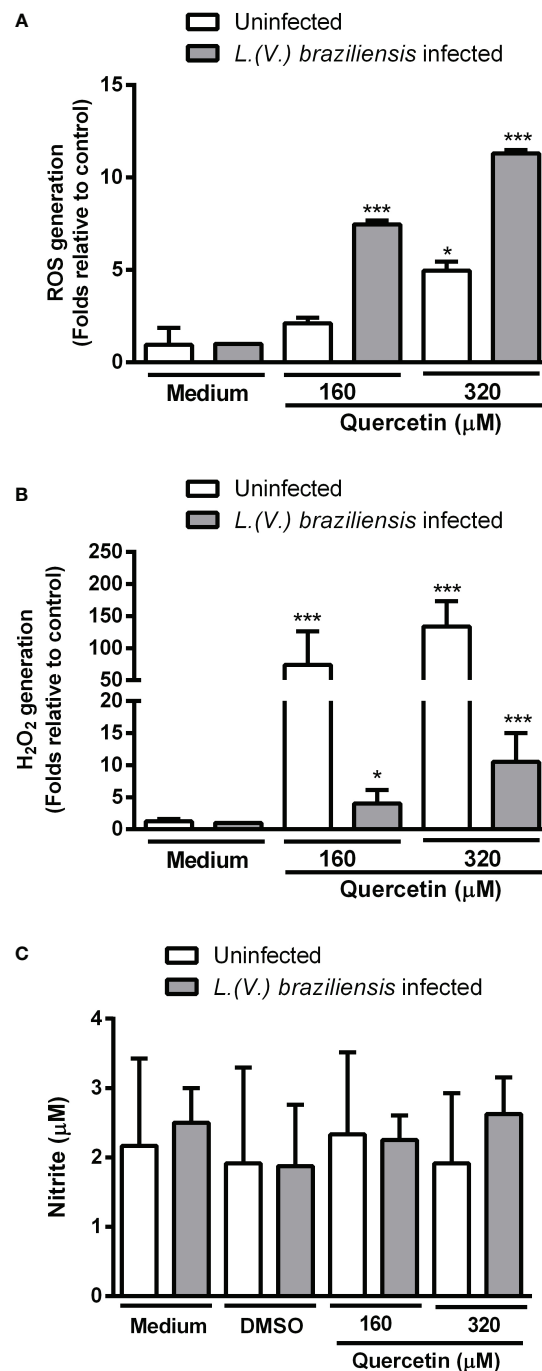 A
Uninfected
L.(V.) braziliensis infected
ROS generation
(Folds relative to control)
15
10
5
0
***
*
***
Medium
160
320
Quercetin (μM)
B
Uninfected
L.(V.) braziliensis infected
H₂O₂ generation
(Folds relative to control)
250
200
150
100
50
20
15
10
5
0
***
*
***
***
Medium
160
320
Quercetin (μM)
C
Uninfected
L.(V.) braziliensis infected
Nitrite (μM)
4
3
2
1
0
Medium
DMSO
160
320
Quercetin (μM)